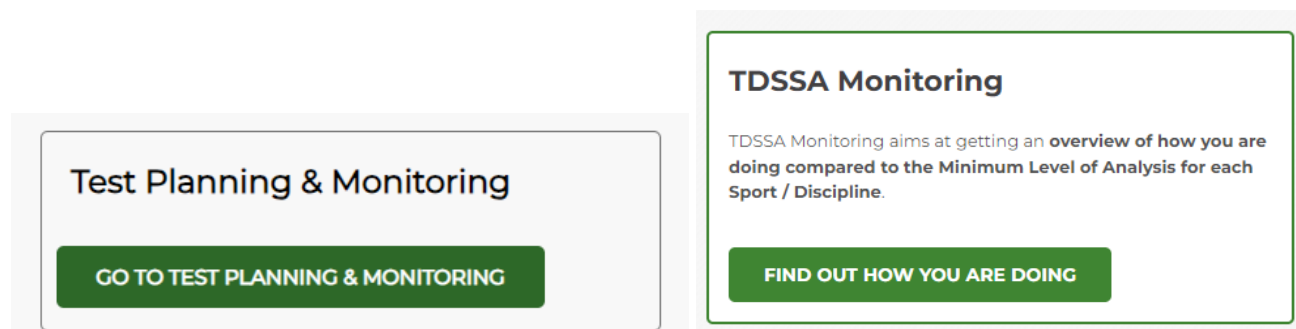 Test Planning & Monitoring
GO TO TEST PLANNING & MONITORING
TDSSA Monitoring
TDSSA Monitoring aims at getting an overview of how you are
doing compared to the Minimum Level of Analysis for each
Sport / Discipline.
FIND OUT HOW YOU ARE DOING